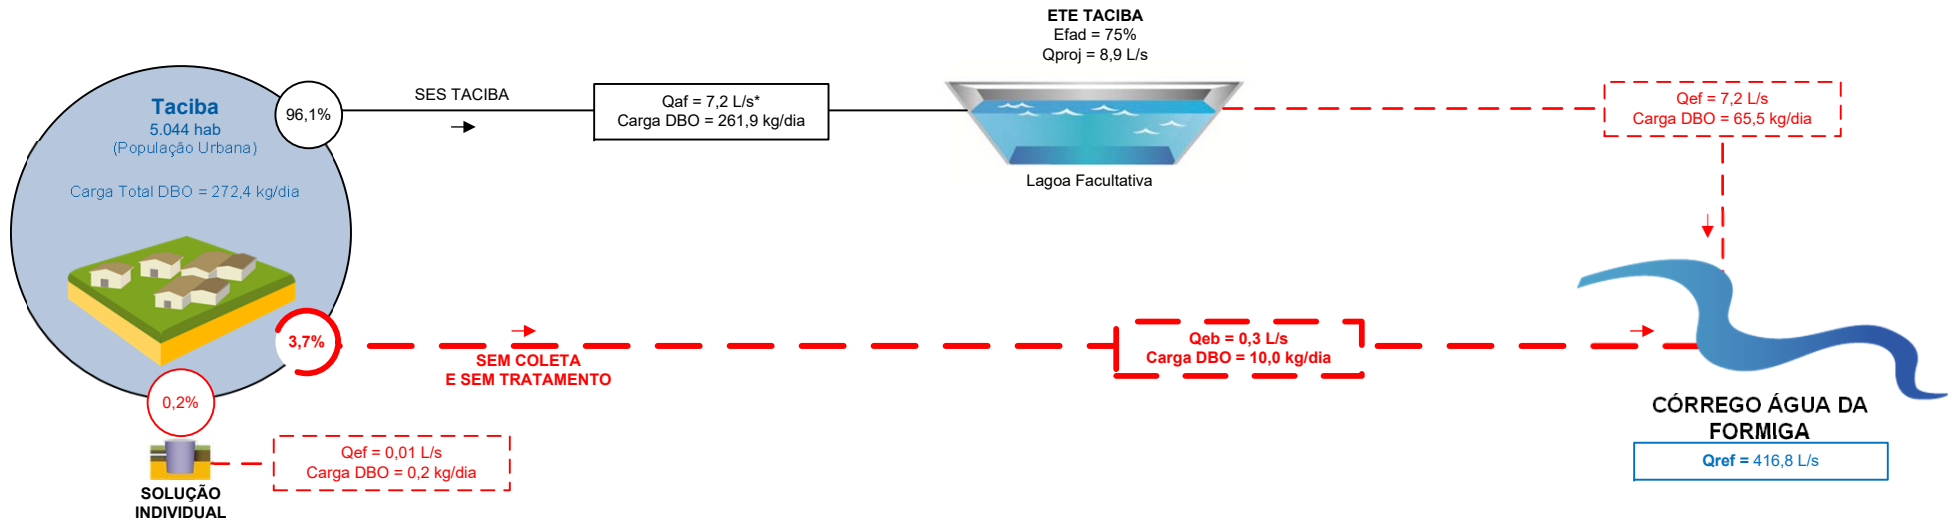 ETE TACIBA
Efad = 75%
Qproj = 8,9 L/s
Taciba
5.044 hab
(População Urbana)
Carga Total DBO = 272,4 kg/dia
96,1%
SES TACIBA
Qaf = 7,2 L/s*
Carga DBO = 261,9 kg/dia
Lagoa Facultativa
Qef = 7,2 L/s
Carga DBO = 65,5 kg/dia
3,7%
SEM COLETA
E SEM TRATAMENTO
Qeb = 0,3 L/s
Carga DBO = 10,0 kg/dia
0,2%
Qef = 0,01 L/s
Carga DBO = 0,2 kg/dia
SOLUÇÃO
INDIVIDUAL
CÓRREGO ÁGUA DA
FORMIGA
Qref = 416,8 L/s